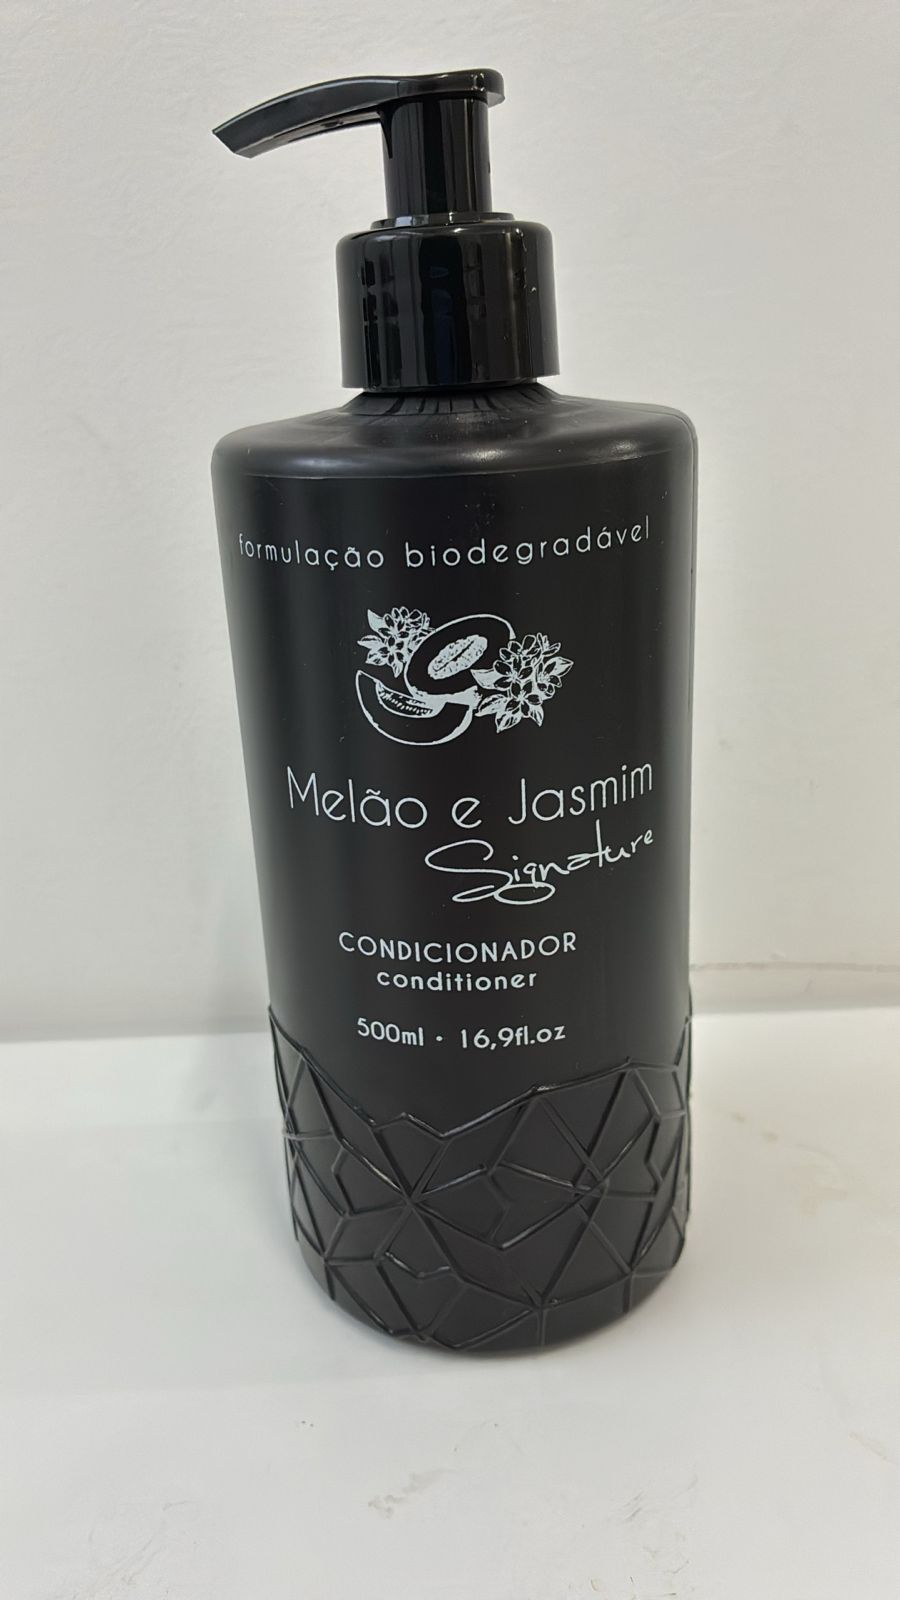 formulação biodegradável
Melão e Jasmim
Signature
CONDICIONADOR
conditioner
500ml • 16,9fl.oz